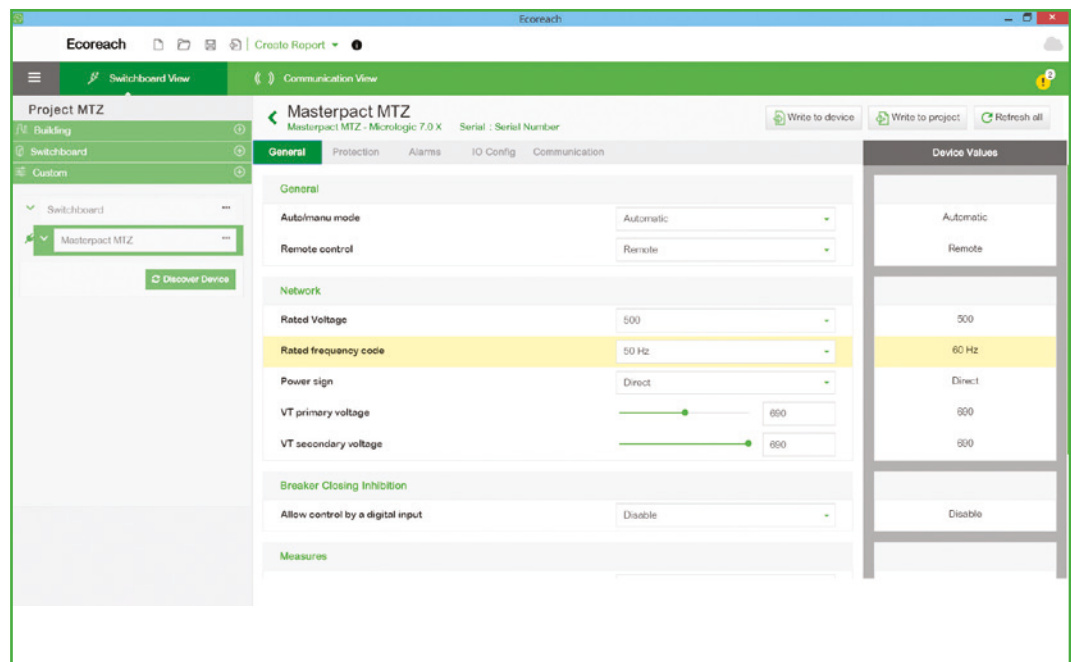 Ecoreach
Ecoreach Create Report
Switchboard View Communication View 2
Project MTZ
Building
Switchboard
Custom
Switchboard
Masterpact MTZ
Discover Device
Masterpact MTZ
Masterpact MTZ - Micrologic 7.0 X Serial : Serial Number
Write to device Write to project Refresh all
General Protection Alarms IO Config Communication Device Values
General
Auto/manu mode Automatic Automatic
Remote control Remote Remote
Network
Rated Voltage 500 500
Rated frequency code 50 Hz 60 Hz
Power sign Direct Direct
VT primary voltage 690 690
VT secondary voltage 690 690
Breaker Closing Inhibition
Allow control by a digital input Disable Disable
Measures